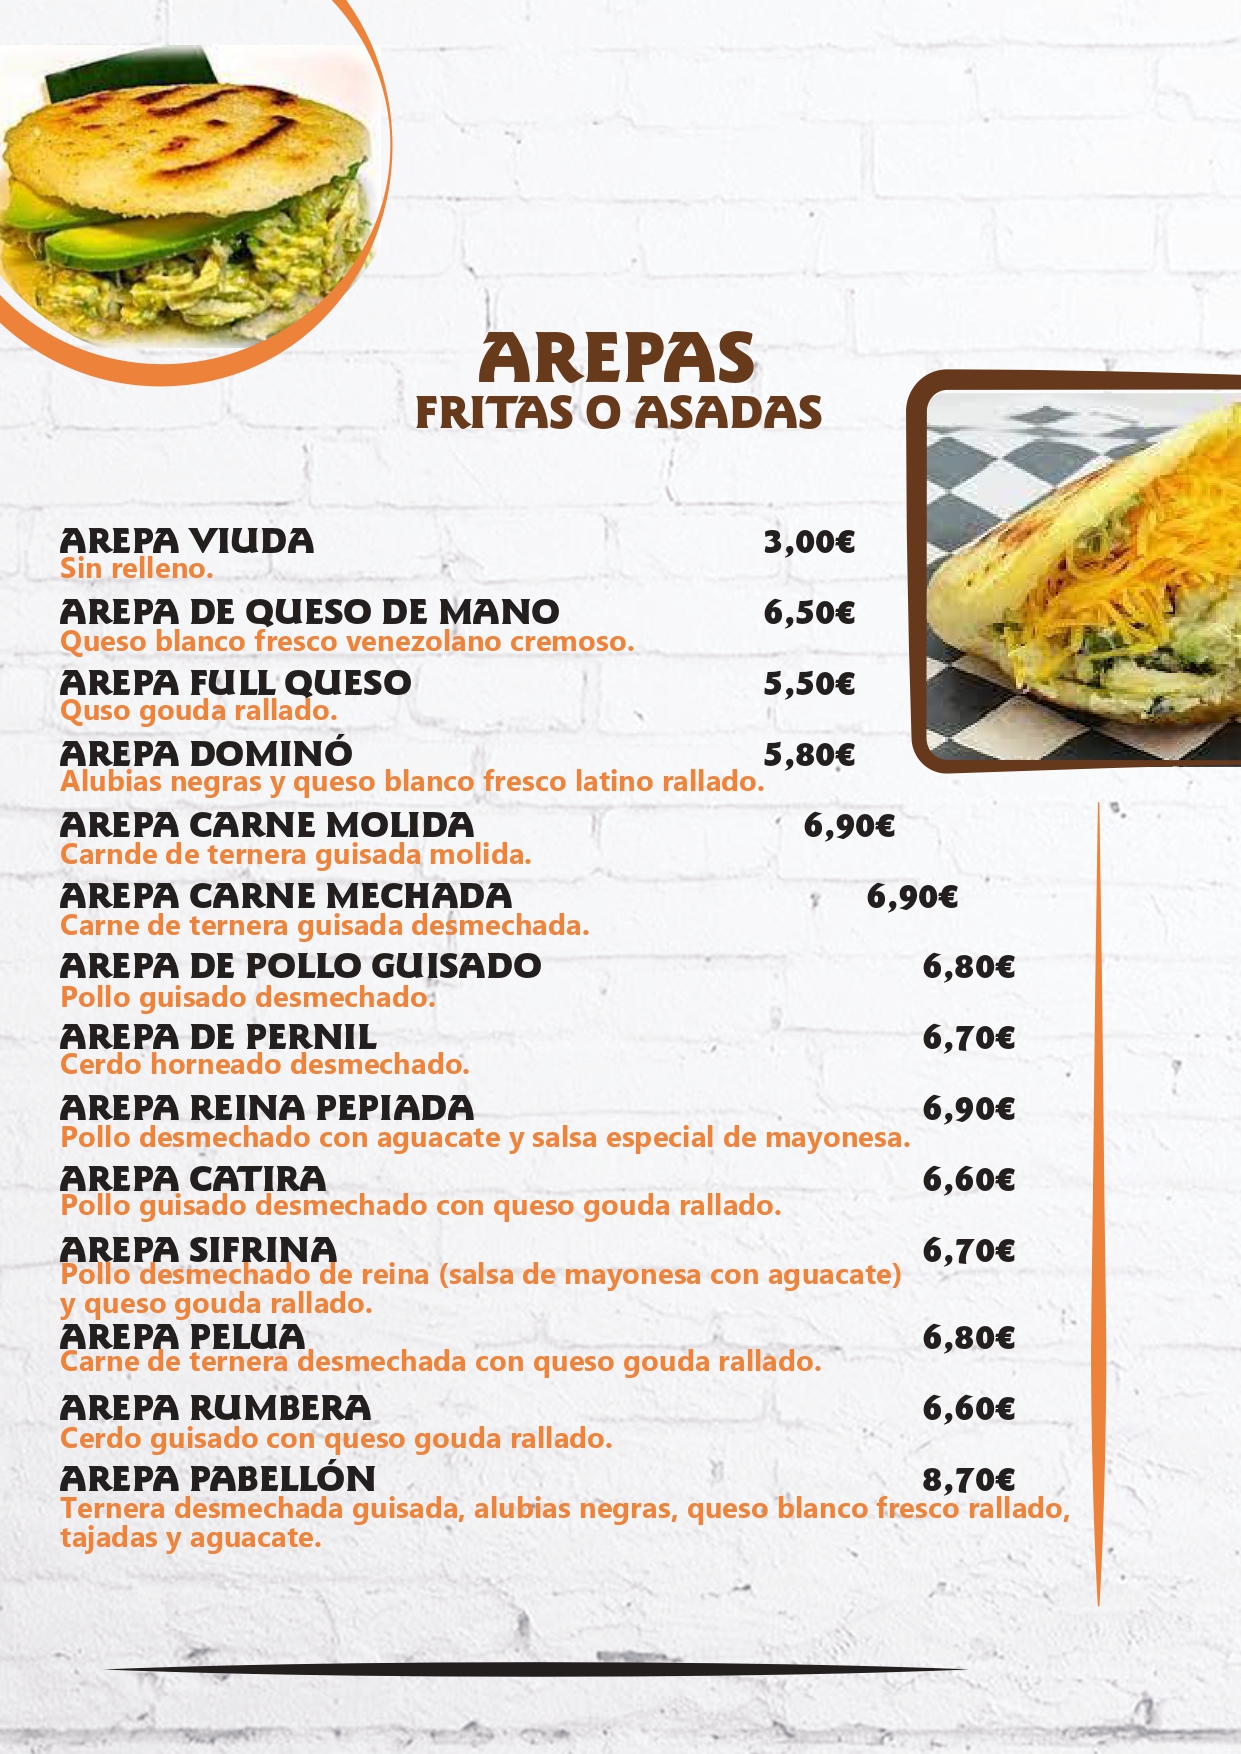 AREPAS
FRITAS O ASADAS
AREPA VIUDA 3,00€
Sin relleno.
AREPA DE QUESO DE MANO 6,50€
Queso blanco fresco venezolano cremoso.
AREPA FULL QUESO 5,50€
Quso gouda rallado.
AREPA DOMINÓ 5,80€
Alubias negras y queso blanco fresco latino rallado.
AREPA CARNE MOLIDA 6,90€
Carnde de ternera guisada molida.
AREPA CARNE MECHADA 6,90€
Carne de ternera guisada desmechada.
AREPA DE POLLO GUISADO 6,80€
Pollo guisado desmechado.
AREPA DE PERNIL 6,70€
Cerdo horneado desmechado.
AREPA REINA PEPIADA 6,90€
Pollo desmechado con aguacate y salsa especial de mayonesa.
AREPA CATIRA 6,60€
Pollo guisado desmechado con queso gouda rallado.
AREPA SIFRINA 6,70€
Pollo desmechado de reina (salsa de mayonesa con aguacate)
y queso gouda rallado.
AREPA PELUA 6,80€
Carne de ternera desmechada con queso gouda rallado.
AREPA RUMBERA 6,60€
Cerdo guisado con queso gouda rallado.
AREPA PABELLÓN 8,70€
Ternera desmechada guisada, alubias negras, queso blanco fresco rallado,
tajadas y aguacate.